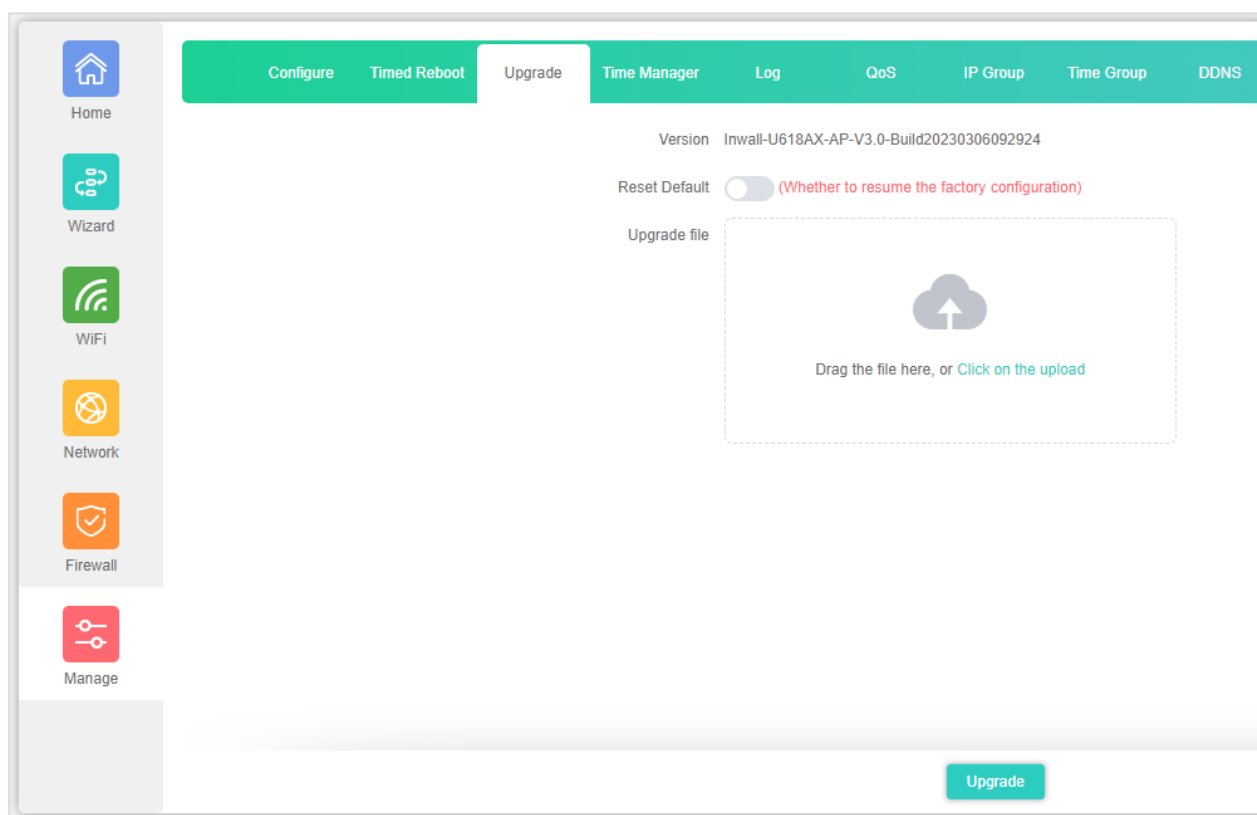 Home
Wizard
WiFi
Network
Firewall
Manage
Configure Timed Reboot Upgrade Time Manager Log QoS IP Group Time Group DDNS
Version Inwall-U618AX-AP-V3.0-Build20230306092924
Reset Default (Whether to resume the factory configuration)
Upgrade file
Drag the file here, or Click on the upload
Upgrade